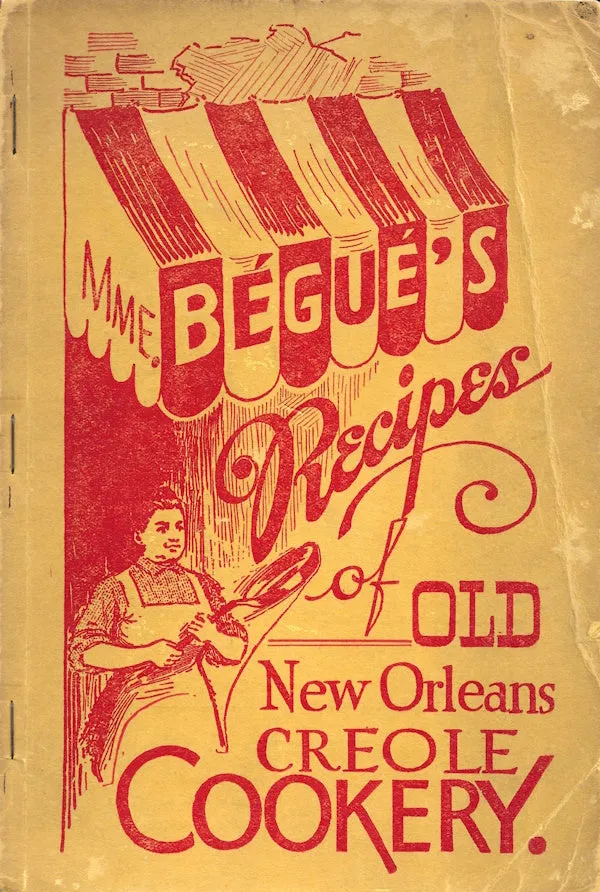 MME. BÉGUÉ'S
Recipes
of OLD
New Orleans
CREOLE
COOKERY.